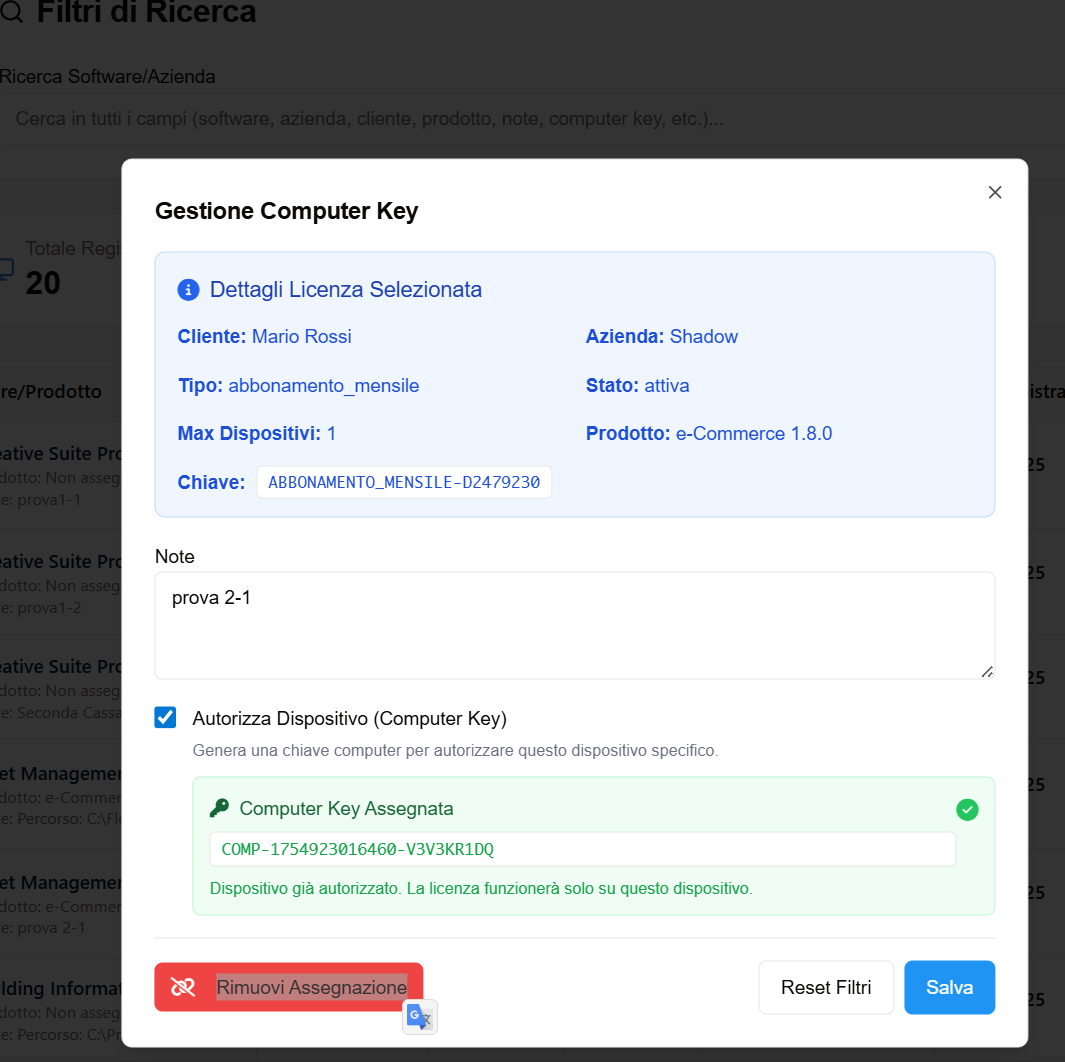 Filtri di Ricerca
Ricerca Software/Azienda
Cerca in tutti i campi (software, azienda, cliente, prodotto, note, computer key, etc.)...
Totale Regi
20
re/Prodotto
istra
eative Suite Pro
dotto: Non asseg
e: prova1-1
25
eative Suite Pro
dotto: Non asseg
e: prova1-2
25
eative Suite Pro
dotto: Non asseg
e: Seconda Cassa
25
et Managemen
dotto: e-Commer
e: Percorso: C:\Fle
25
et Managemen
dotto: e-Commer
e: prova 2-1
25
lding Informat
dotto: Non asseg
e: Percorso: C:\Pr
25
Gestione Computer Key
Dettagli Licenza Selezionata
Cliente: Mario Rossi
Azienda: Shadow
Tipo: abbonamento_mensile
Stato: attiva
Max Dispositivi: 1
Prodotto: e-Commerce 1.8.0
Chiave: ABBONAMENTO_MENSILE-D2479230
Note
prova 2-1
Autorizza Dispositivo (Computer Key)
Genera una chiave computer per autorizzare questo dispositivo specifico.
Computer Key Assegnata
COMP-1754923016460-V3V3KR1DQ
Dispositivo già autorizzato. La licenza funzionerà solo su questo dispositivo.
Rimuovi Assegnazione
Reset Filtri
Salva